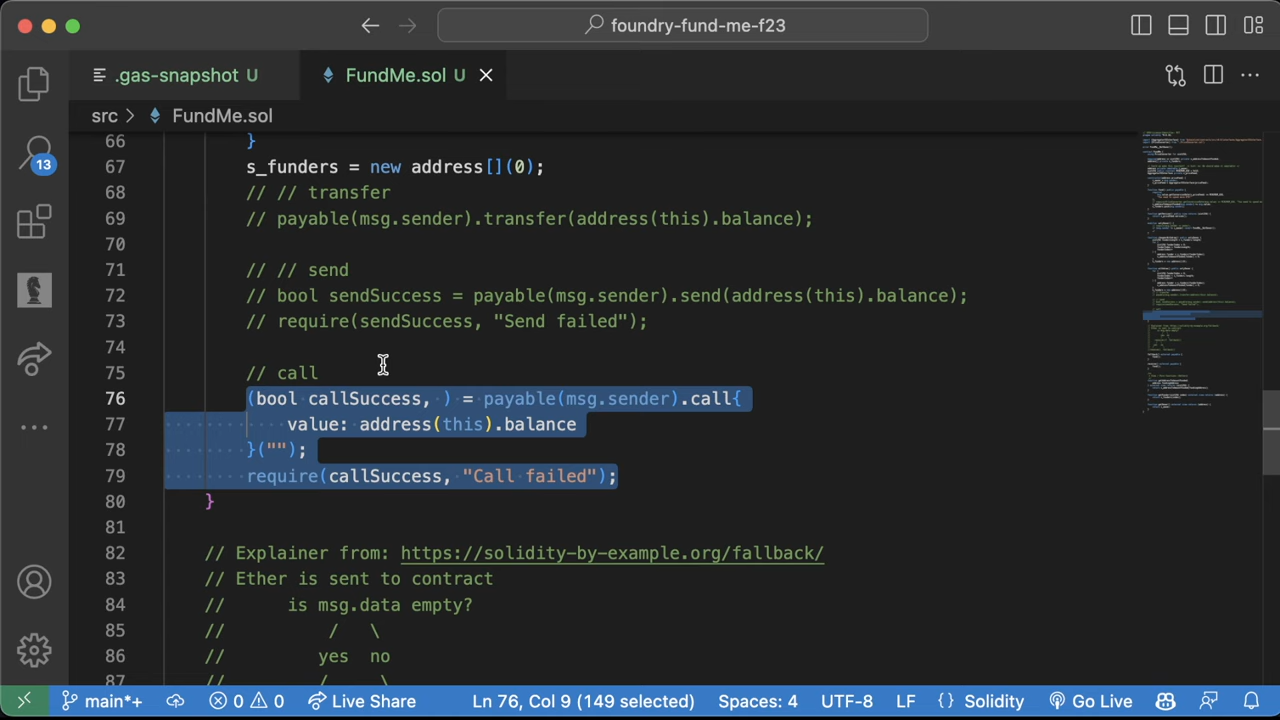 foundry-fund-me-f23
.gas-snapshot U
FundMe.sol U
src > FundMe.sol
13
66 }
67 s_funders = new address[](0);
68 // // transfer
69 // payable(msg.sender).transfer(address(this).balance);
70
71 // // send
72 // bool sendSuccess = payable(msg.sender).send(address(this).balance);
73 // require(sendSuccess, "Send failed");
74
75 // call
76 (bool callSuccess, ) = payable(msg.sender).call{
77 value: address(this).balance
78 }("");
79 require(callSuccess, "Call failed");
80 }
81
82 // Explainer from: https://solidity-by-example.org/fallback/
83 // Ether is sent to contract
84 // is msg.data empty?
85 // / \
86 // yes no
87 // / \
main*+ 0 0 Live Share Ln 76, Col 9 (149 selected) Spaces: 4 UTF-8 LF {} Solidity Go Live